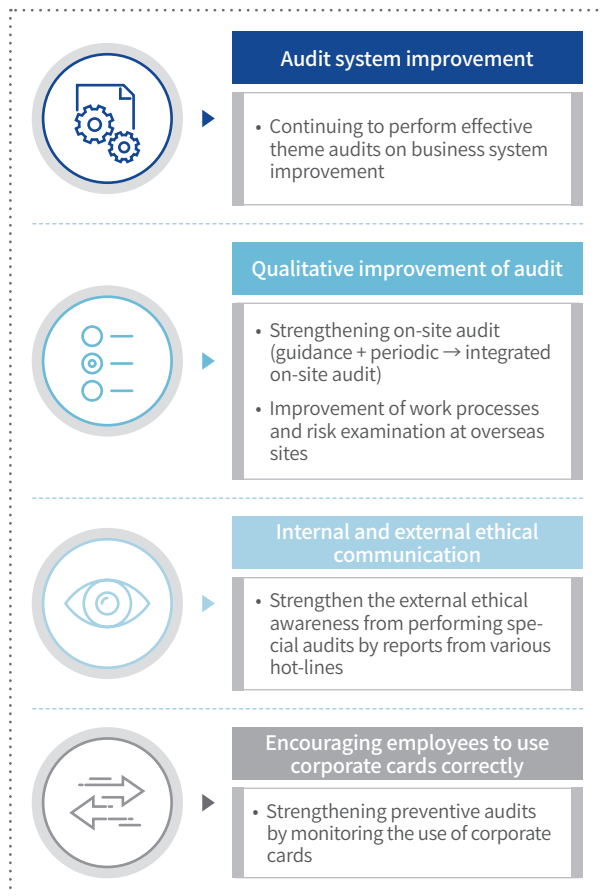 Audit system improvement
• Continuing to perform effective
theme audits on business system
improvement
Qualitative improvement of audit
• Strengthening on-site audit
(guidance + periodic → integrated
on-site audit)
• Improvement of work processes
and risk examination at overseas
sites
Internal and external ethical
communication
• Strengthen the external ethical
awareness from performing spe-
cial audits by reports from various
hot-lines
Encouraging employees to use
corporate cards correctly
• Strengthening preventive audits
by monitoring the use of corporate
cards